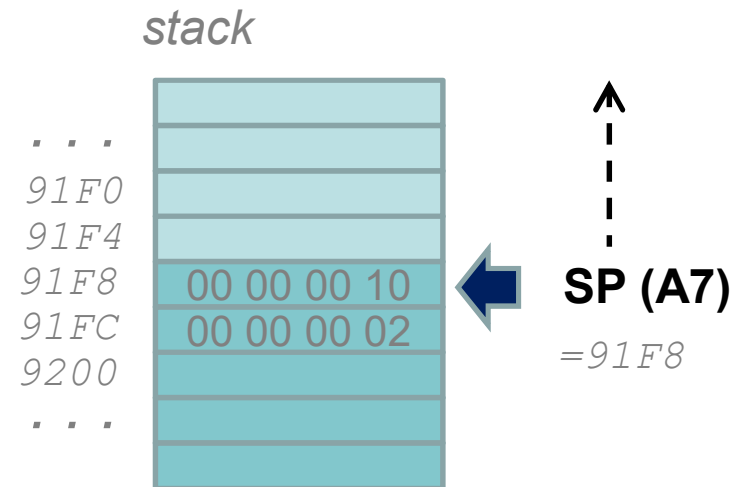 stack
. . .
91F0
91F4
91F8 00 00 00 10 SP (A7)
91FC 00 00 00 02
=91F8
9200
. . .